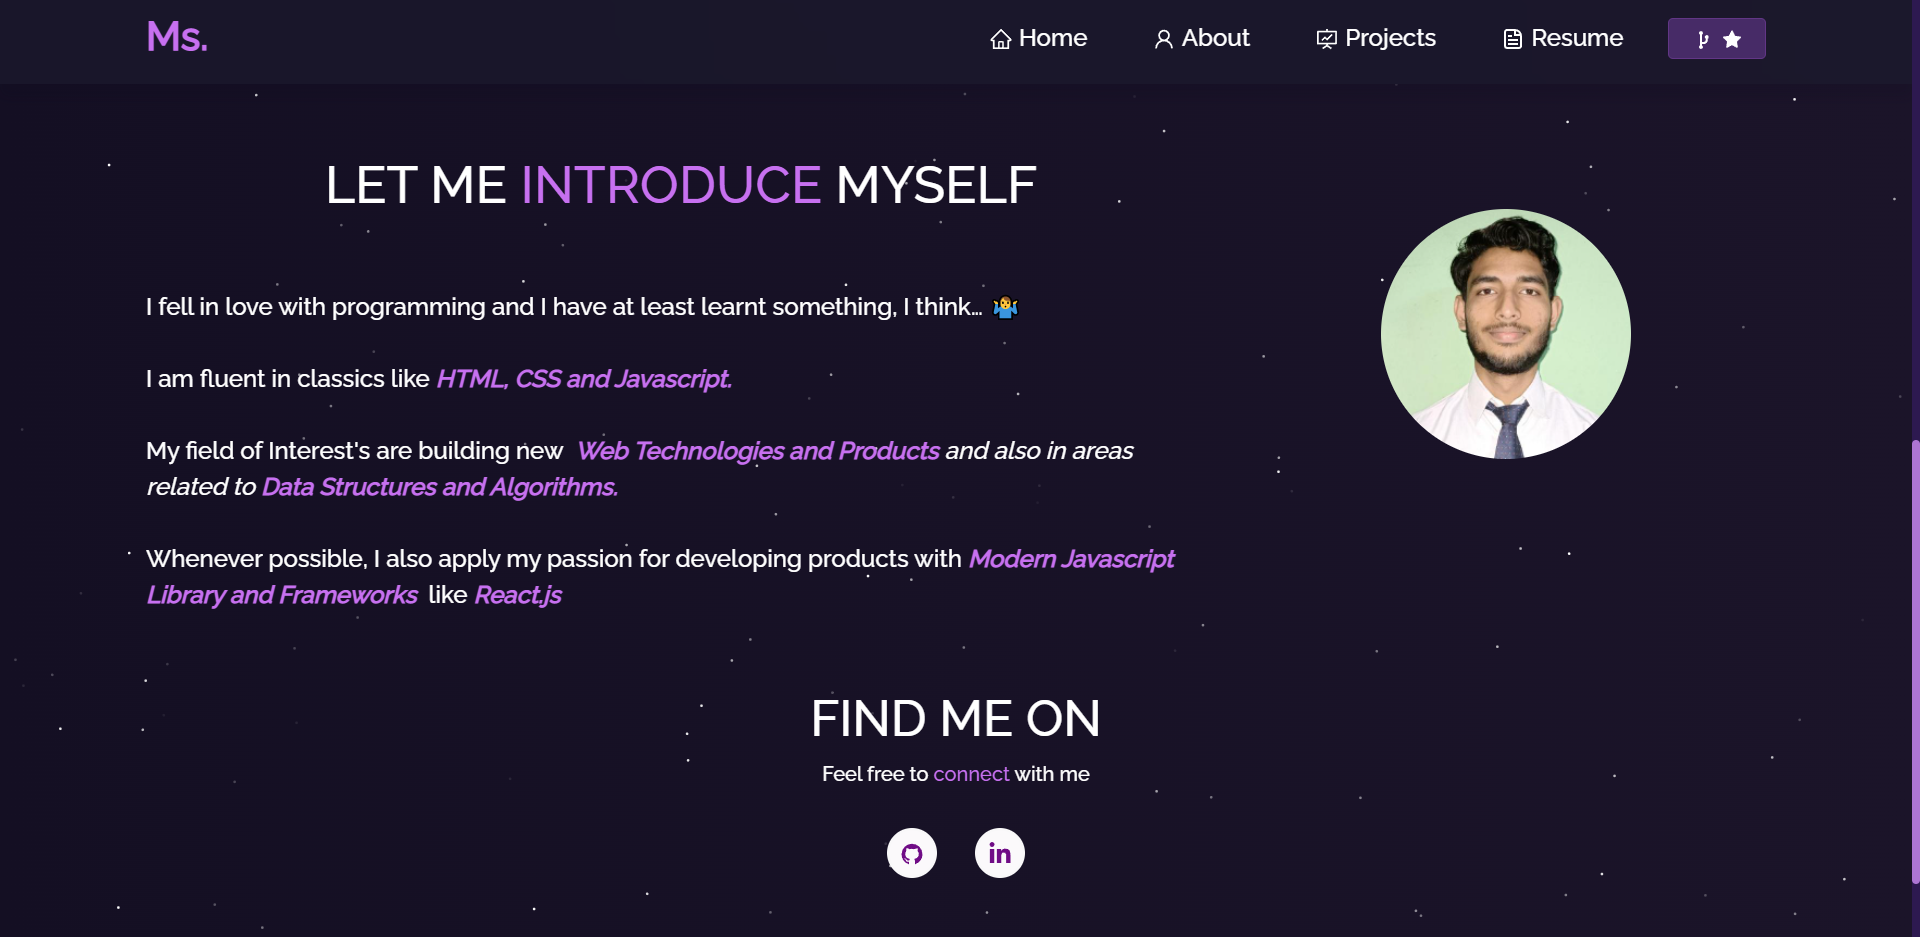 Ms.
Home About Projects Resume
LET ME INTRODUCE MYSELF
I fell in love with programming and I have at least learnt something, I think… 🤷‍♂️
I am fluent in classics like HTML, CSS and Javascript.
My field of Interest's are building new Web Technologies and Products and also in areas
related to Data Structures and Algorithms.
Whenever possible, I also apply my passion for developing products with Modern Javascript
Library and Frameworks like React.js
FIND ME ON
Feel free to connect with me
in